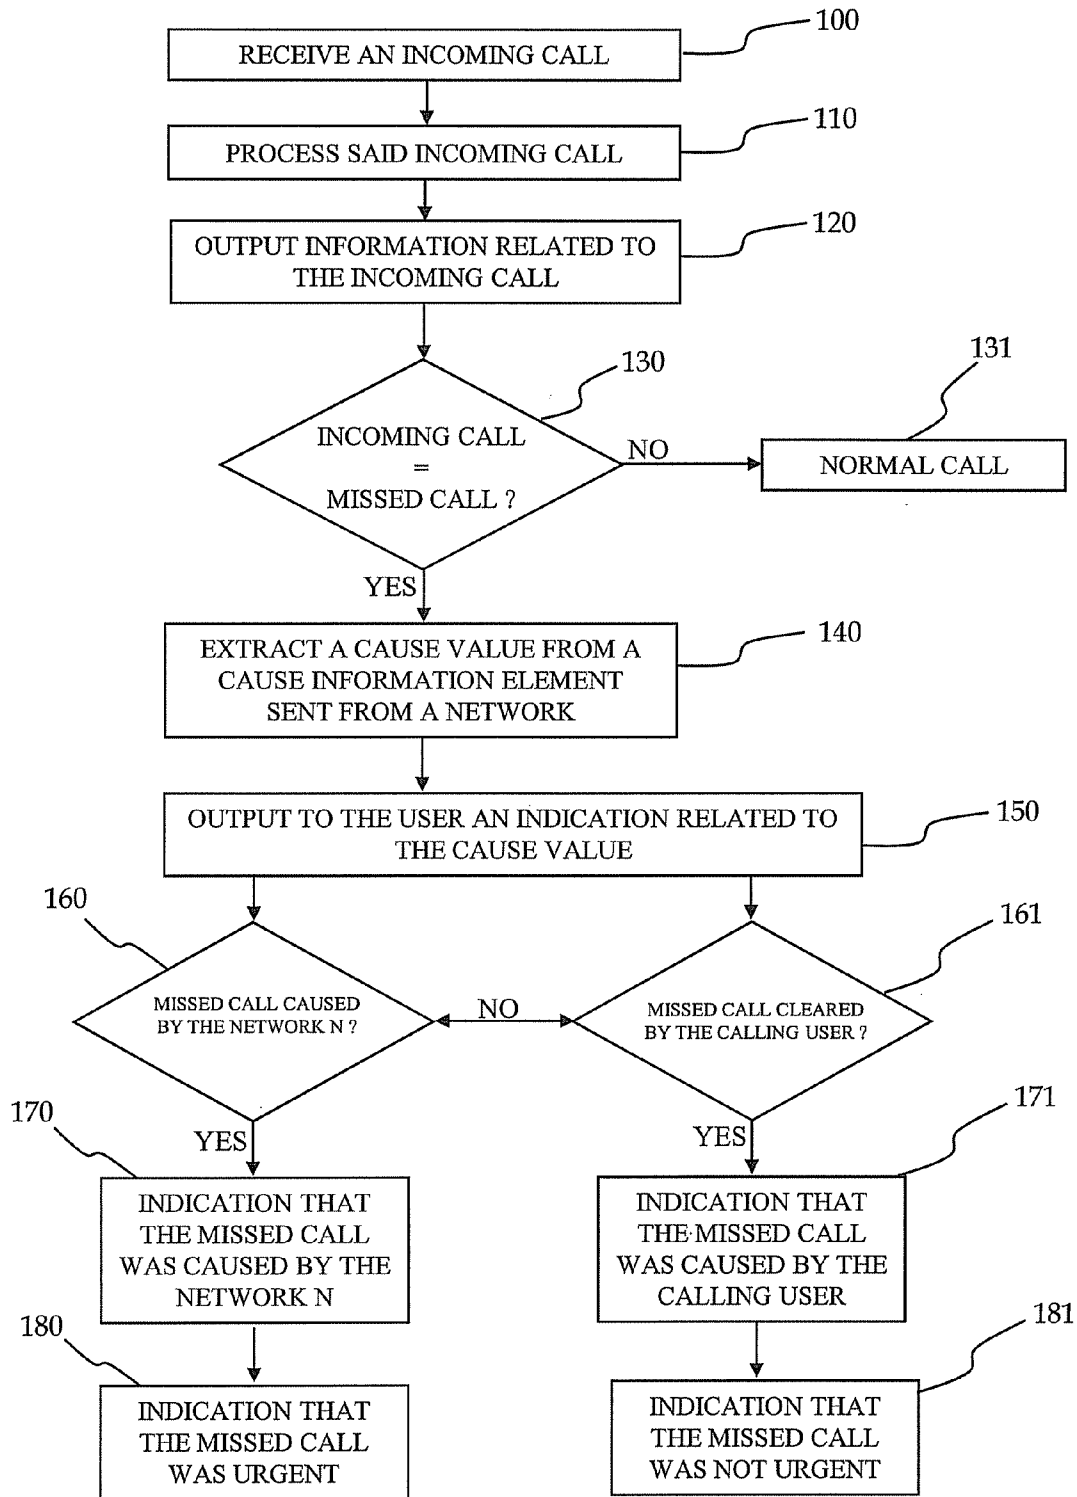 100
RECEIVE AN INCOMING CALL
110
PROCESS SAID INCOMING CALL
120
OUTPUT INFORMATION RELATED TO
THE INCOMING CALL
130
131
INCOMING CALL
=
MISSED CALL ?
NO
NORMAL CALL
YES
140
EXTRACT A CAUSE VALUE FROM A
CAUSE INFORMATION ELEMENT
SENT FROM A NETWORK
150
OUTPUT TO THE USER AN INDICATION RELATED TO
THE CAUSE VALUE
160
161
MISSED CALL CAUSED
BY THE NETWORK N ?
NO
MISSED CALL CLEARED
BY THE CALLING USER ?
170
171
YES
YES
INDICATION THAT
THE MISSED CALL
WAS CAUSED BY THE
NETWORK N
INDICATION THAT
THE MISSED CALL
WAS CAUSED BY THE
CALLING USER
180
181
INDICATION THAT
THE MISSED CALL
WAS URGENT
INDICATION THAT
THE MISSED CALL
WAS NOT URGENT